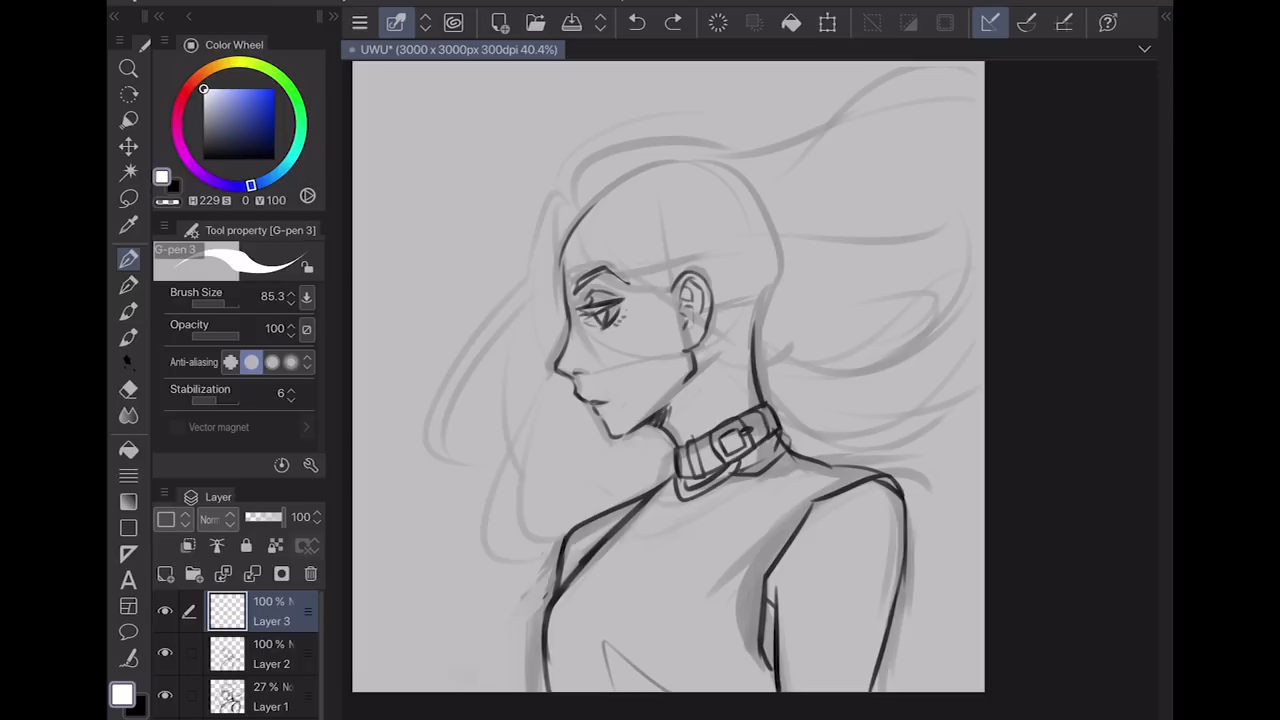 UWU* (3000 x 3000px 300dpi 40.4%)
Color Wheel
H 229 S 0 V 100
Tool property [G-pen 3]
G-pen 3
Brush Size 85.3
Opacity 100
Anti-aliasing
Stabilization 6
Vector magnet
Layer
Norm 100
100% N
Layer 3
100% N
Layer 2
27% No
Layer 1